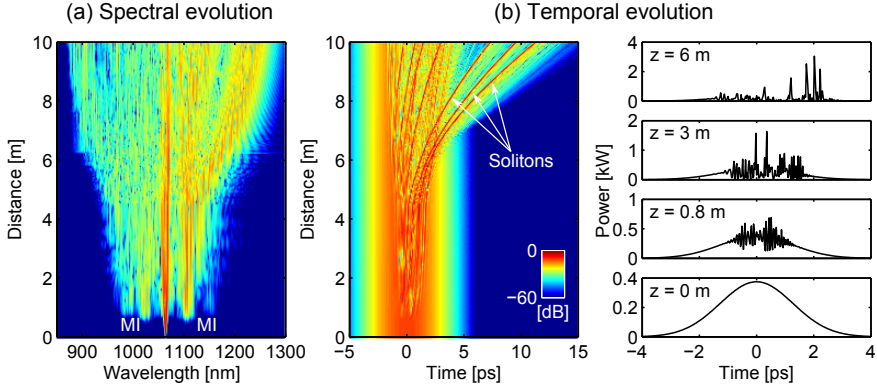 (a) Spectral evolution
(b) Temporal evolution
10
8
6
4
2
0
Distance [m]
MI
MI
900
1000
1100
1200
1300
Wavelength [nm]
10
8
6
4
2
0
Distance [m]
Solitons
0
−60
[dB]
−5
0
5
10
15
Time [ps]
Power [kW]
4
2
0
z = 6 m
2
1
0
z = 3 m
1
0.5
0
z = 0.8 m
0.4
0.2
0
z = 0 m
−4
−2
0
2
4
Time [ps]